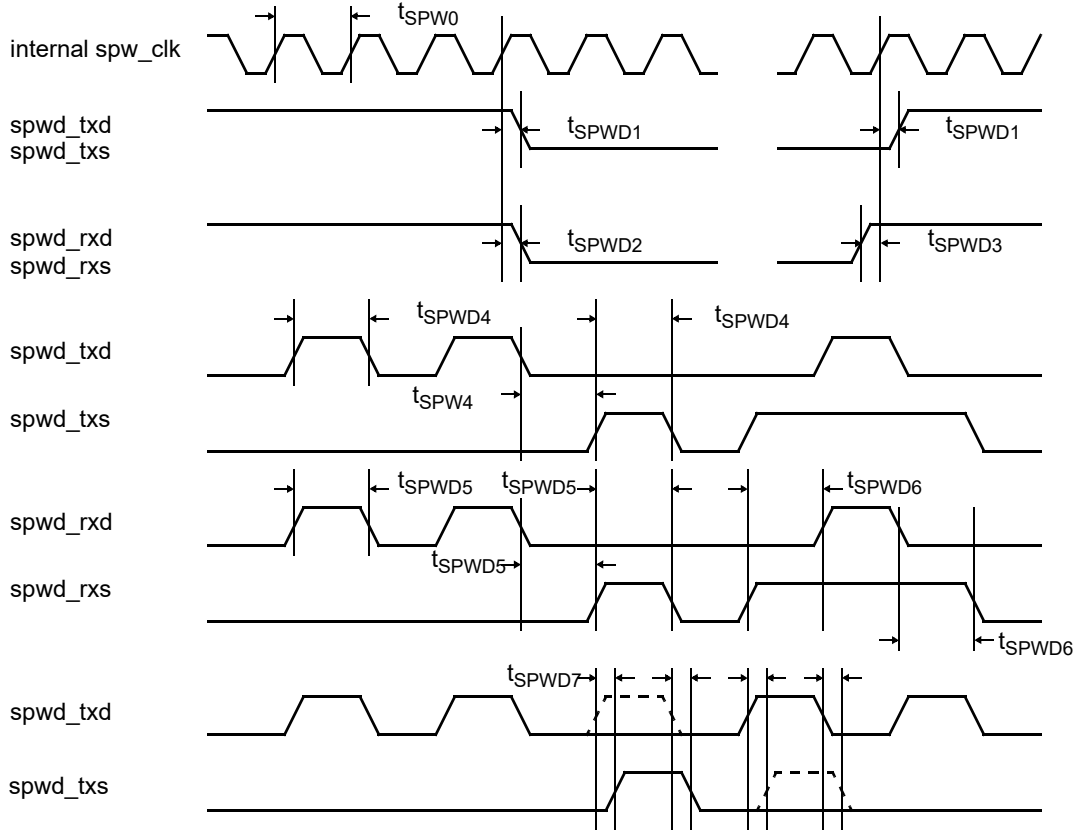 tSPW0
internal spw_clk
spwd_txd
spwd_txs
tSPWD1
tSPWD1
spwd_rxd
spwd_rxs
tSPWD2
tSPWD3
tSPWD4
tSPWD4
spwd_txd
tSPW4
spwd_txs
tSPWD5
tSPWD5
tSPWD6
spwd_rxd
tSPWD5
spwd_rxs
tSPWD6
tSPWD7
spwd_txd
spwd_txs